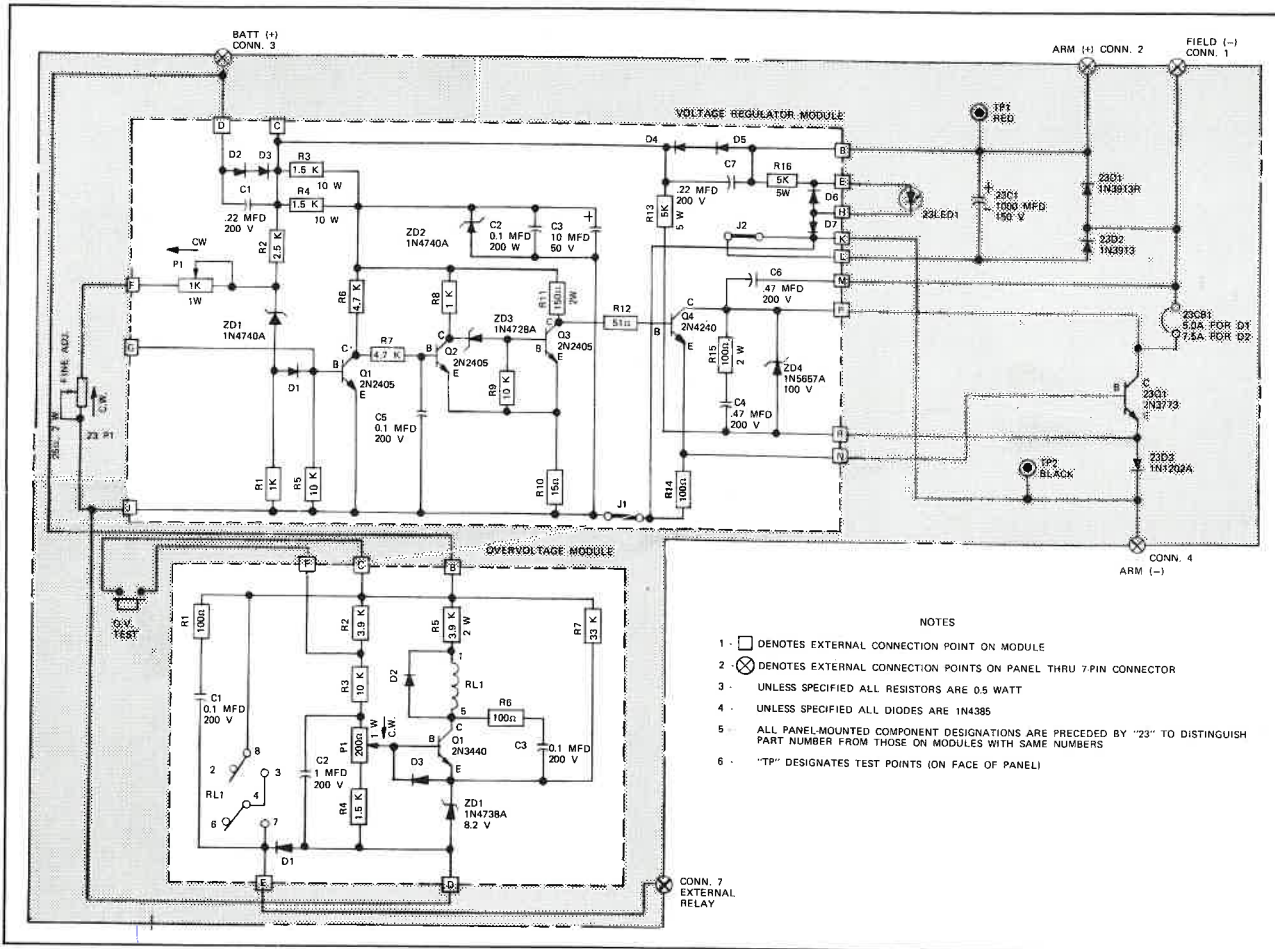 BATT (+)
CONN. 3
ARM (+) CONN. 2
FIELD (−)
CONN. 1
TP1
RED
VOLTAGE REGULATOR MODULE
D
C
D2
D3
R3
1.5 K
10 W
R4
1.5 K
10 W
C1
.22 MFD
200 V
R2
2.5 K
CW
P1
1K
1W
F
ZD1
1N4740A
G
D1
FINE ADJ.
C.W.
25Ω, 7 W
23 P1
R1
1K
R5
10 K
J
ZD2
1N4740A
C2
0.1 MFD
200 W
C3
10 MFD
50 V
R6
4.7 K
R7
4.7 K
C
B
Q1
2N2405
E
C5
0.1 MFD
200 V
R8
1 K
ZD3
1N4728A
C
B
Q2
2N2405
E
R9
10 K
R11
150Ω
2W
C
B
Q3
2N2405
E
R10
15Ω
R12
51Ω
J1
D4
D5
C7
.22 MFD
200 V
R13
5K
5 W
R16
5K
5W
D6
D7
J2
C6
.47 MFD
200 V
C
B
Q4
2N4240
E
R15
100Ω
2 W
C4
.47 MFD
200 V
ZD4
1N5657A
100 V
R14
100Ω
B
E
H
K
L
M
P
R
N
23LED1
23C1
1000 MFD
150 V
23D1
1N3913R
23D2
1N3913
23CB1
5.0A FOR D1
7.5A FOR D2
C
B
23Q1
2N3773
E
23D3
1N1202A
TP2
BLACK
CONN. 4
ARM (−)
OVERVOLTAGE MODULE
F
C
B
O.V.
TEST
R1
100Ω
R2
3.9 K
R5
3.9 K
2 W
R7
33 K
D2
1
RL1
5
R3
10 K
R6
100Ω
C1
0.1 MFD
200 V
C2
1 MFD
200 V
P1
200Ω
1 W
C.W.
C
B
Q1
2N3440
E
C3
0.1 MFD
200 V
D3
R4
1.5 K
ZD1
1N4738A
8.2 V
8
2
3
RL1
4
6
7
D1
E
D
CONN. 7
EXTERNAL
RELAY
NOTES
1 - □ DENOTES EXTERNAL CONNECTION POINT ON MODULE
2 - ⊗ DENOTES EXTERNAL CONNECTION POINTS ON PANEL THRU 7-PIN CONNECTOR
3 - UNLESS SPECIFIED ALL RESISTORS ARE 0.5 WATT
4 - UNLESS SPECIFIED ALL DIODES ARE 1N4385
5 - ALL PANEL-MOUNTED COMPONENT DESIGNATIONS ARE PRECEDED BY "23" TO DISTINGUISH
PART NUMBER FROM THOSE ON MODULES WITH SAME NUMBERS
6 - "TP" DESIGNATES TEST POINTS (ON FACE OF PANEL)